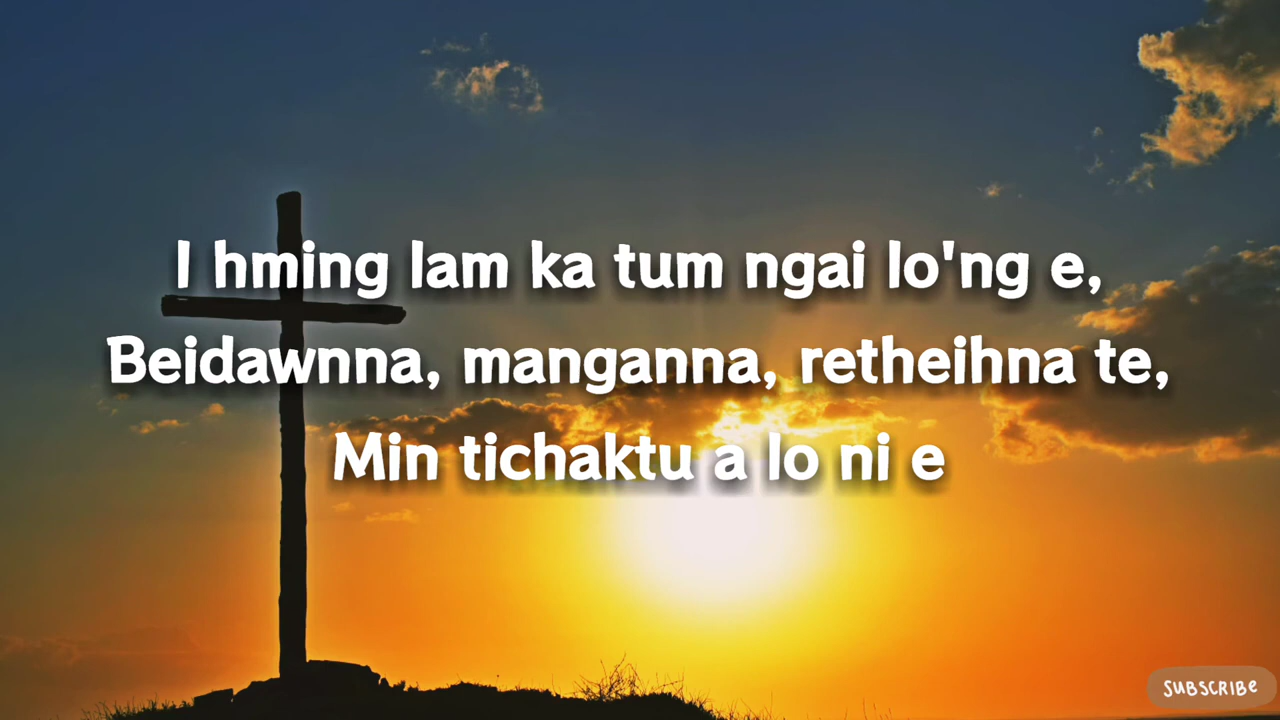 I hming lam ka tum ngai lo'ng e,
Beidawnna, manganna, retheihna te,
Min tichaktu a lo ni e
SUBSCRIBE